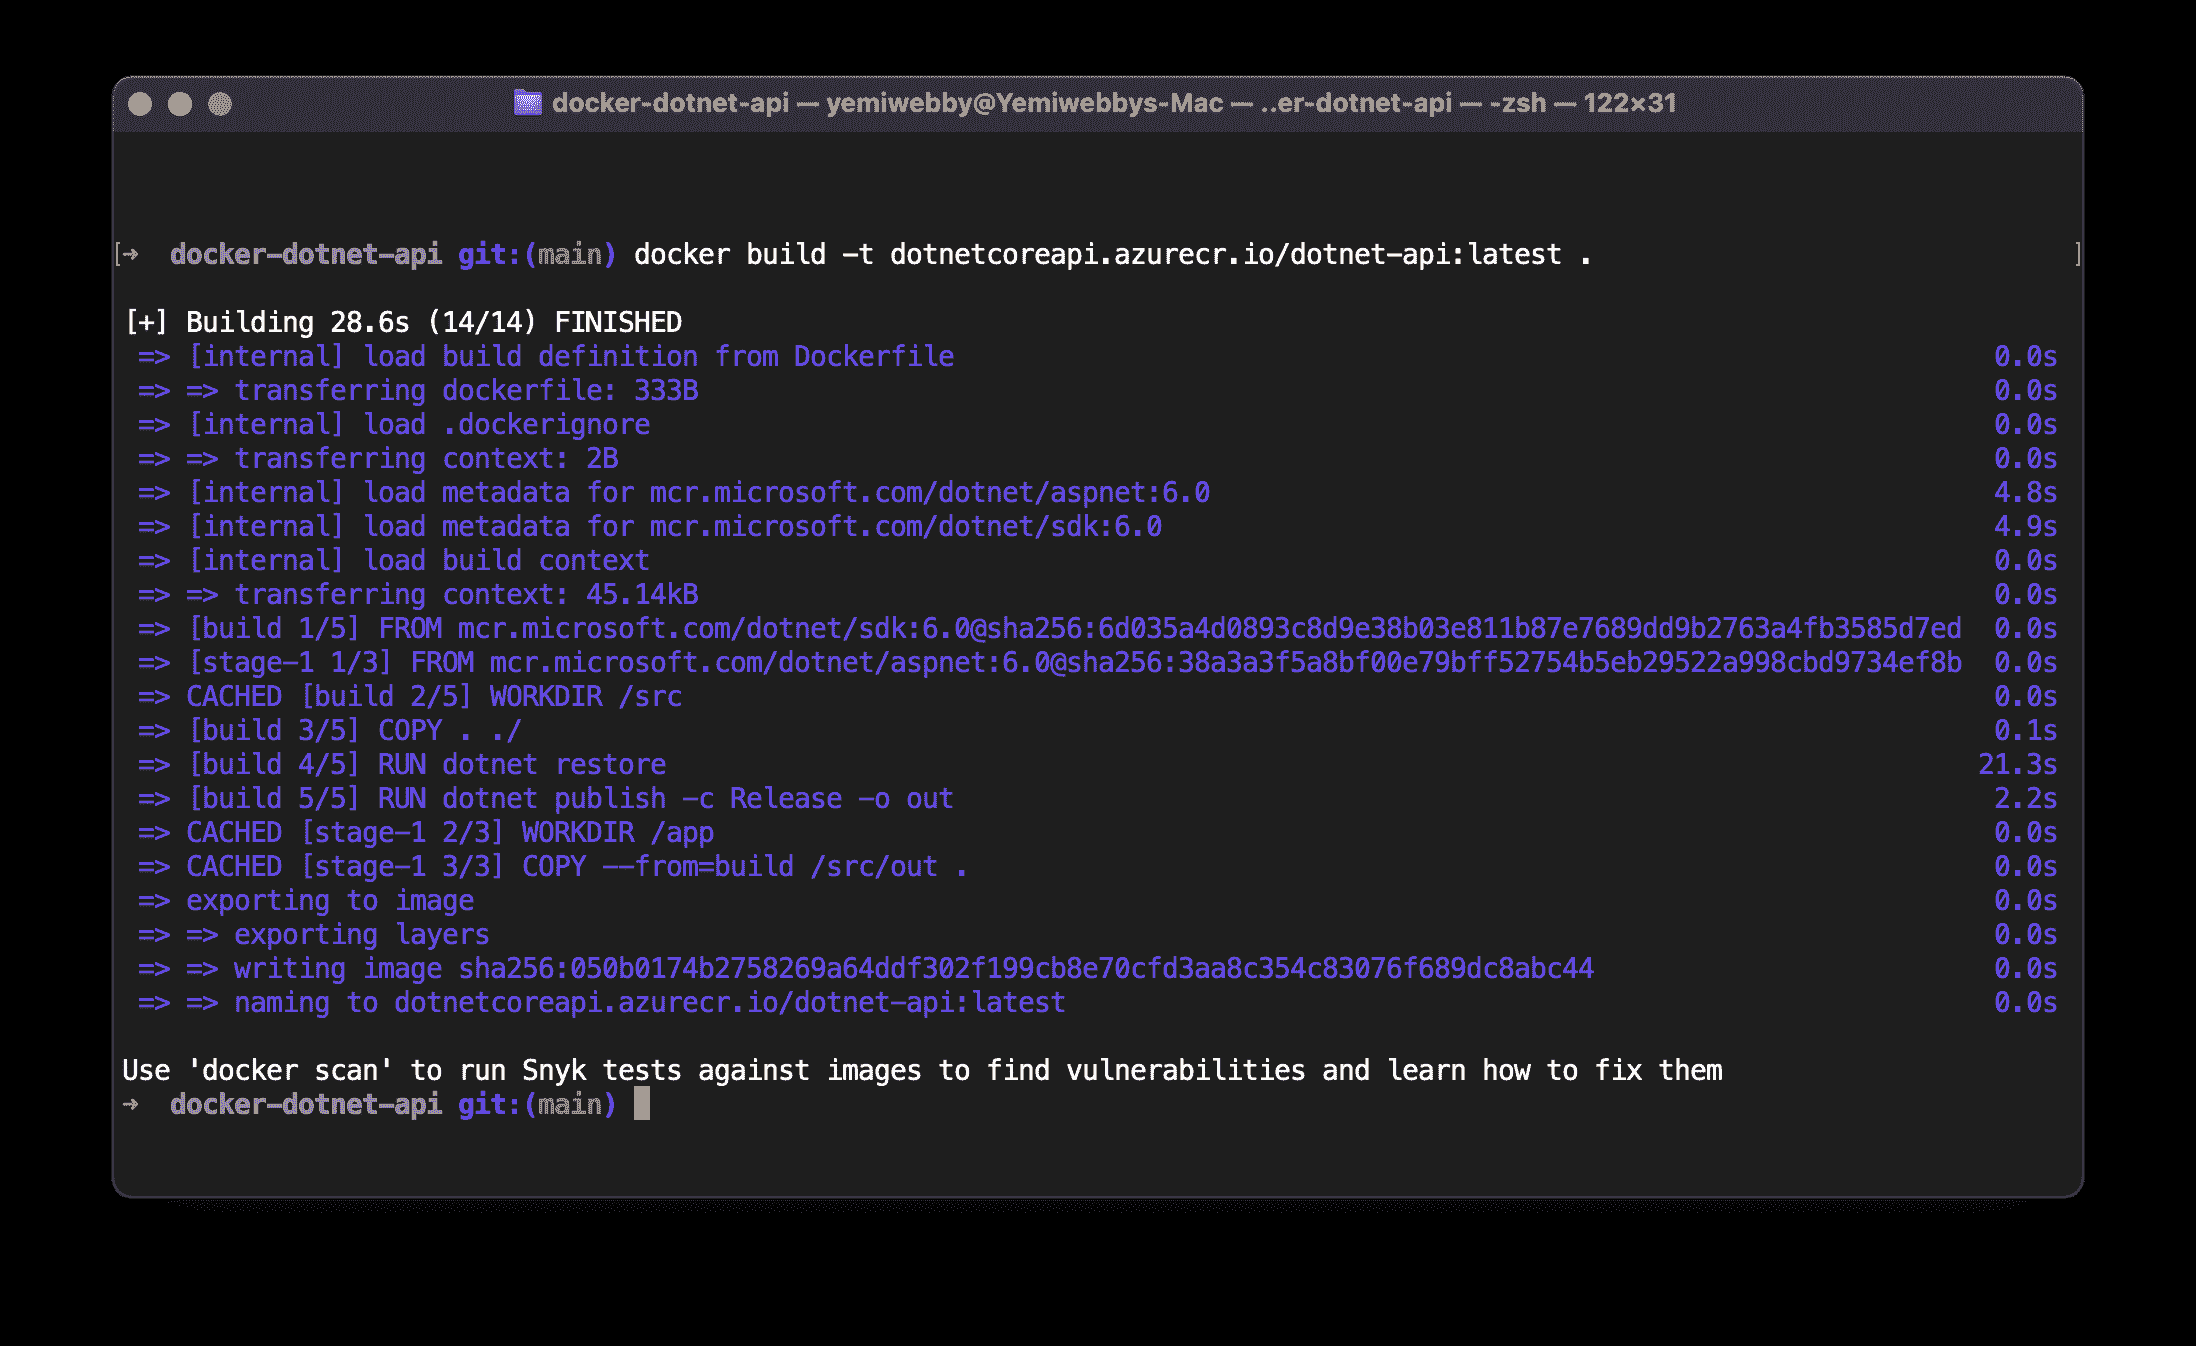 docker-dotnet-api — yemiwebby@Yemiwebbys-Mac — ..er-dotnet-api — -zsh — 122×31
[→ docker-dotnet-api git:(main) docker build -t dotnetcoreapi.azurecr.io/dotnet-api:latest . ]
[+] Building 28.6s (14/14) FINISHED
=> [internal] load build definition from Dockerfile 0.0s
=> => transferring dockerfile: 333B 0.0s
=> [internal] load .dockerignore 0.0s
=> => transferring context: 2B 0.0s
=> [internal] load metadata for mcr.microsoft.com/dotnet/aspnet:6.0 4.8s
=> [internal] load metadata for mcr.microsoft.com/dotnet/sdk:6.0 4.9s
=> [internal] load build context 0.0s
=> => transferring context: 45.14kB 0.0s
=> [build 1/5] FROM mcr.microsoft.com/dotnet/sdk:6.0@sha256:6d035a4d0893c8d9e38b03e811b87e7689dd9b2763a4fb3585d7ed 0.0s
=> [stage-1 1/3] FROM mcr.microsoft.com/dotnet/aspnet:6.0@sha256:38a3a3f5a8bf00e79bff52754b5eb29522a998cbd9734ef8b 0.0s
=> CACHED [build 2/5] WORKDIR /src 0.0s
=> [build 3/5] COPY . ./ 0.1s
=> [build 4/5] RUN dotnet restore 21.3s
=> [build 5/5] RUN dotnet publish -c Release -o out 2.2s
=> CACHED [stage-1 2/3] WORKDIR /app 0.0s
=> CACHED [stage-1 3/3] COPY --from=build /src/out . 0.0s
=> exporting to image 0.0s
=> => exporting layers 0.0s
=> => writing image sha256:050b0174b2758269a64ddf302f199cb8e70cfd3aa8c354c83076f689dc8abc44 0.0s
=> => naming to dotnetcoreapi.azurecr.io/dotnet-api:latest 0.0s
Use 'docker scan' to run Snyk tests against images to find vulnerabilities and learn how to fix them
→ docker-dotnet-api git:(main)